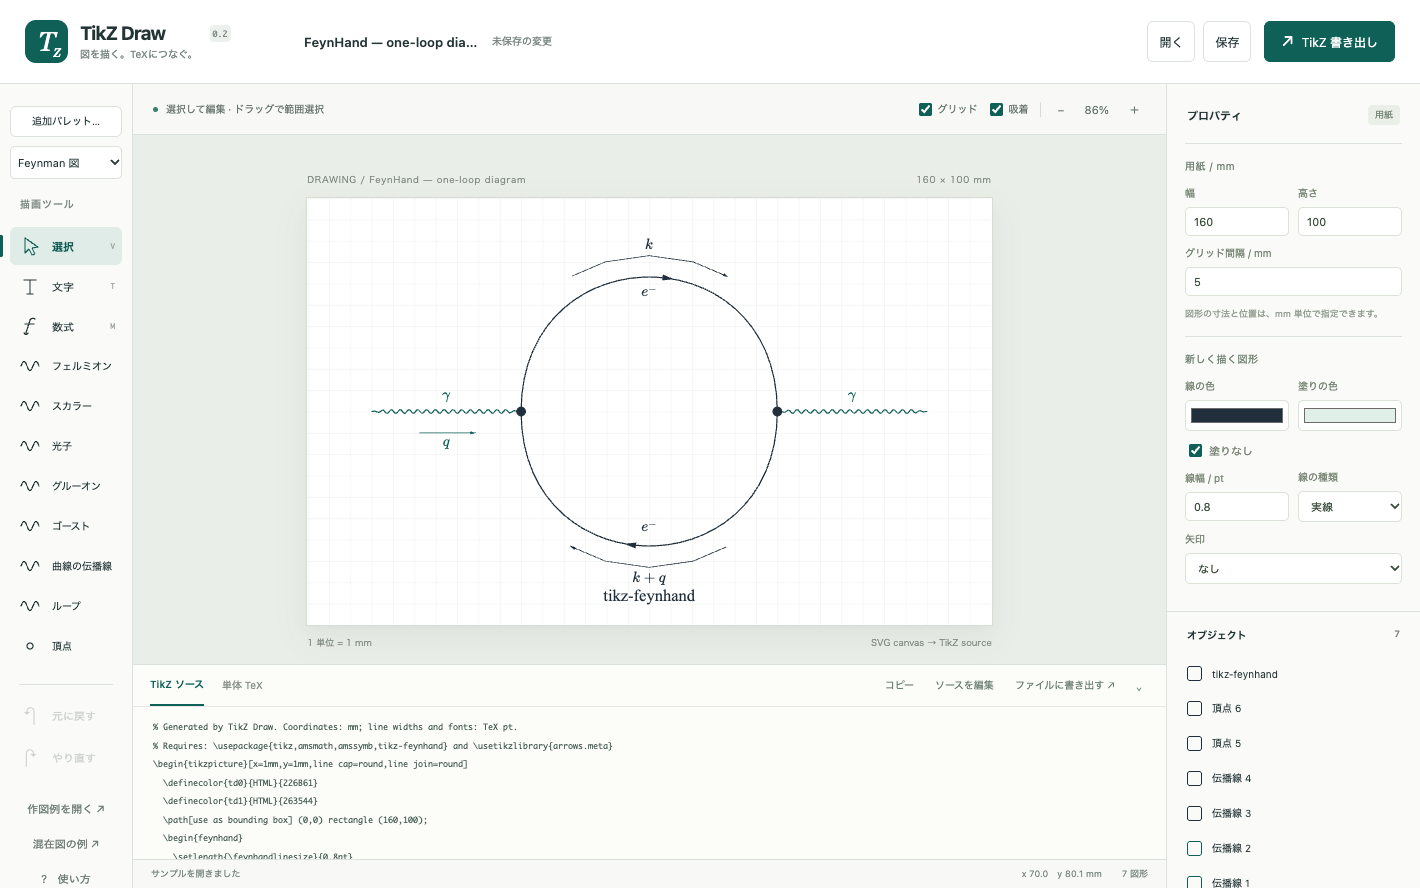 Tz
TikZ Draw
0.2
図を描く。TeXにつなぐ。
FeynHand — one-loop dia...
未保存の変更
開く
保存
TikZ 書き出し
追加パレット...
Feynman 図
描画ツール
選択 V
文字 T
数式 M
フェルミオン
スカラー
光子
グルーオン
ゴースト
曲線の伝播線
ループ
頂点
元に戻す
やり直す
作図例を開く ↗
混在図の例 ↗
? 使い方
選択して編集 · ドラッグで範囲選択
グリッド
吸着
− 86% +
DRAWING / FeynHand — one-loop diagram
160 × 100 mm
k
e⁻
γ
γ
q
e⁻
k + q
tikz-feynhand
1 単位 = 1 mm
SVG canvas → TikZ source
TikZ ソース
単体 TeX
コピー
ソースを編集
ファイルに書き出す ↗
% Generated by TikZ Draw. Coordinates: mm; line widths and fonts: TeX pt.
% Requires: \usepackage{tikz,amsmath,amssymb,tikz-feynhand} and \usetikzlibrary{arrows.meta}
\begin{tikzpicture}[x=1mm,y=1mm,line cap=round,line join=round]
\definecolor{td0}{HTML}{226B61}
\definecolor{td1}{HTML}{263544}
\path[use as bounding box] (0,0) rectangle (160,100);
\begin{feynhand}
\setlength{\feynhandlinesize}{0.8pt}
サンプルを開きました
x 70.0 y 80.1 mm
7 図形
プロパティ
用紙
用紙 / mm
幅
高さ
160
100
グリッド間隔 / mm
5
図形の寸法と位置は、mm 単位で指定できます。
新しく描く図形
線の色
塗りの色
塗りなし
線幅 / pt
線の種類
0.8
実線
矢印
なし
オブジェクト
7
tikz-feynhand
頂点 6
頂点 5
伝播線 4
伝播線 3
伝播線 2
伝播線 1